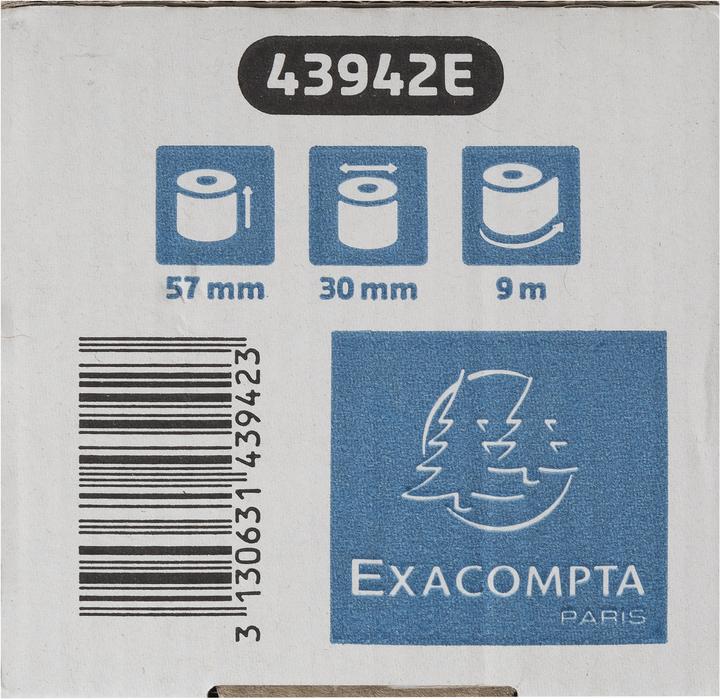 43942E
57 mm
30 mm
9 m
3 130631 439423
EXACOMPTA
PARIS